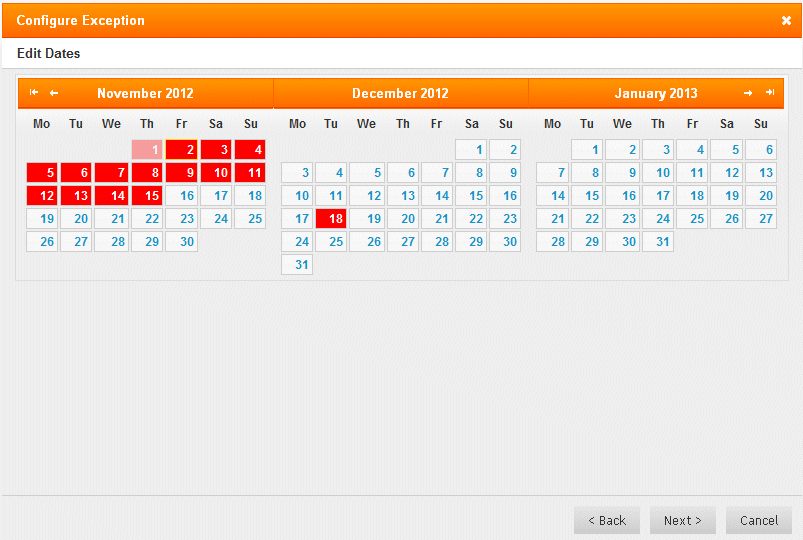 Configure Exception
Edit Dates
November 2012 December 2012 January 2013
Mo Tu We Th Fr Sa Su Mo Tu We Th Fr Sa Su Mo Tu We Th Fr Sa Su
1 2 3 4 1 2 1 2 3 4 5 6
5 6 7 8 9 10 11 3 4 5 6 7 8 9 7 8 9 10 11 12 13
12 13 14 15 16 17 18 10 11 12 13 14 15 16 14 15 16 17 18 19 20
19 20 21 22 23 24 25 17 18 19 20 21 22 23 21 22 23 24 25 26 27
26 27 28 29 30 24 25 26 27 28 29 30 28 29 30 31
31
< Back Next > Cancel